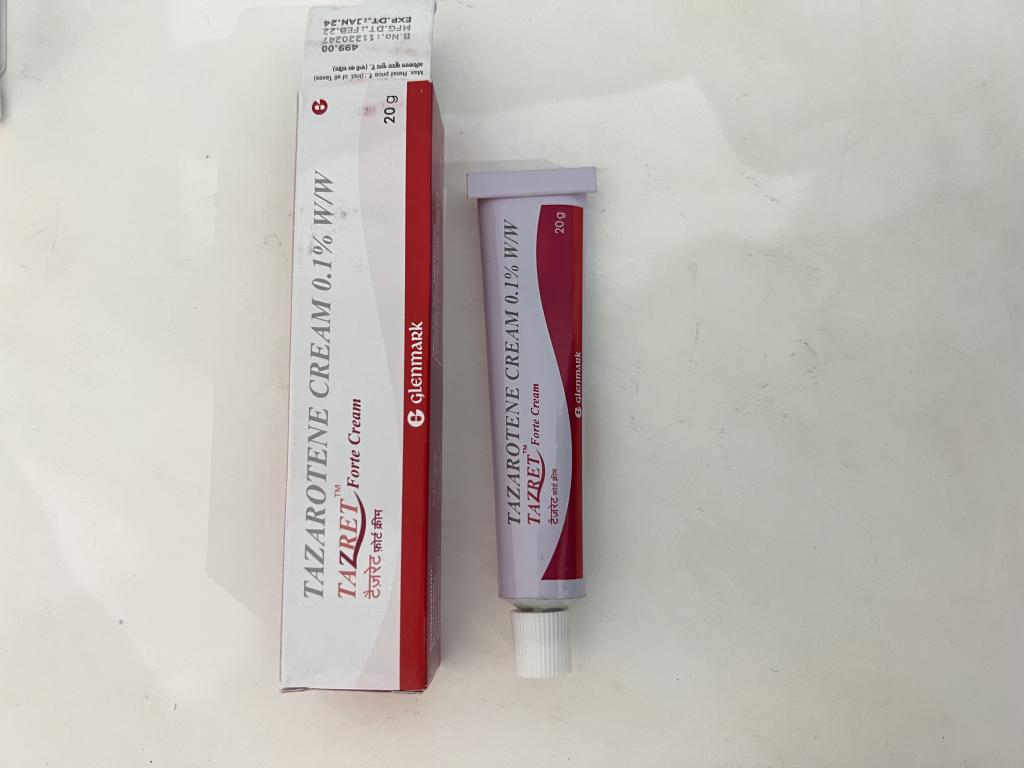 Max. Retail price ₹ : (Incl. of all Taxes)
499.00
B.No.:11220247
MFG.DT.:FEB.22
EXP.DT.:JAN.24
20 g
TAZAROTENE CREAM 0.1% W/W
TAZRET™ Forte Cream
टैज़रेट फ़ोर्ट क्रीम
G glenmark
20 g
TAZAROTENE CREAM 0.1% W/W
TAZRET™ Forte Cream
टैज़रेट फ़ोर्ट क्रीम
G glenmark